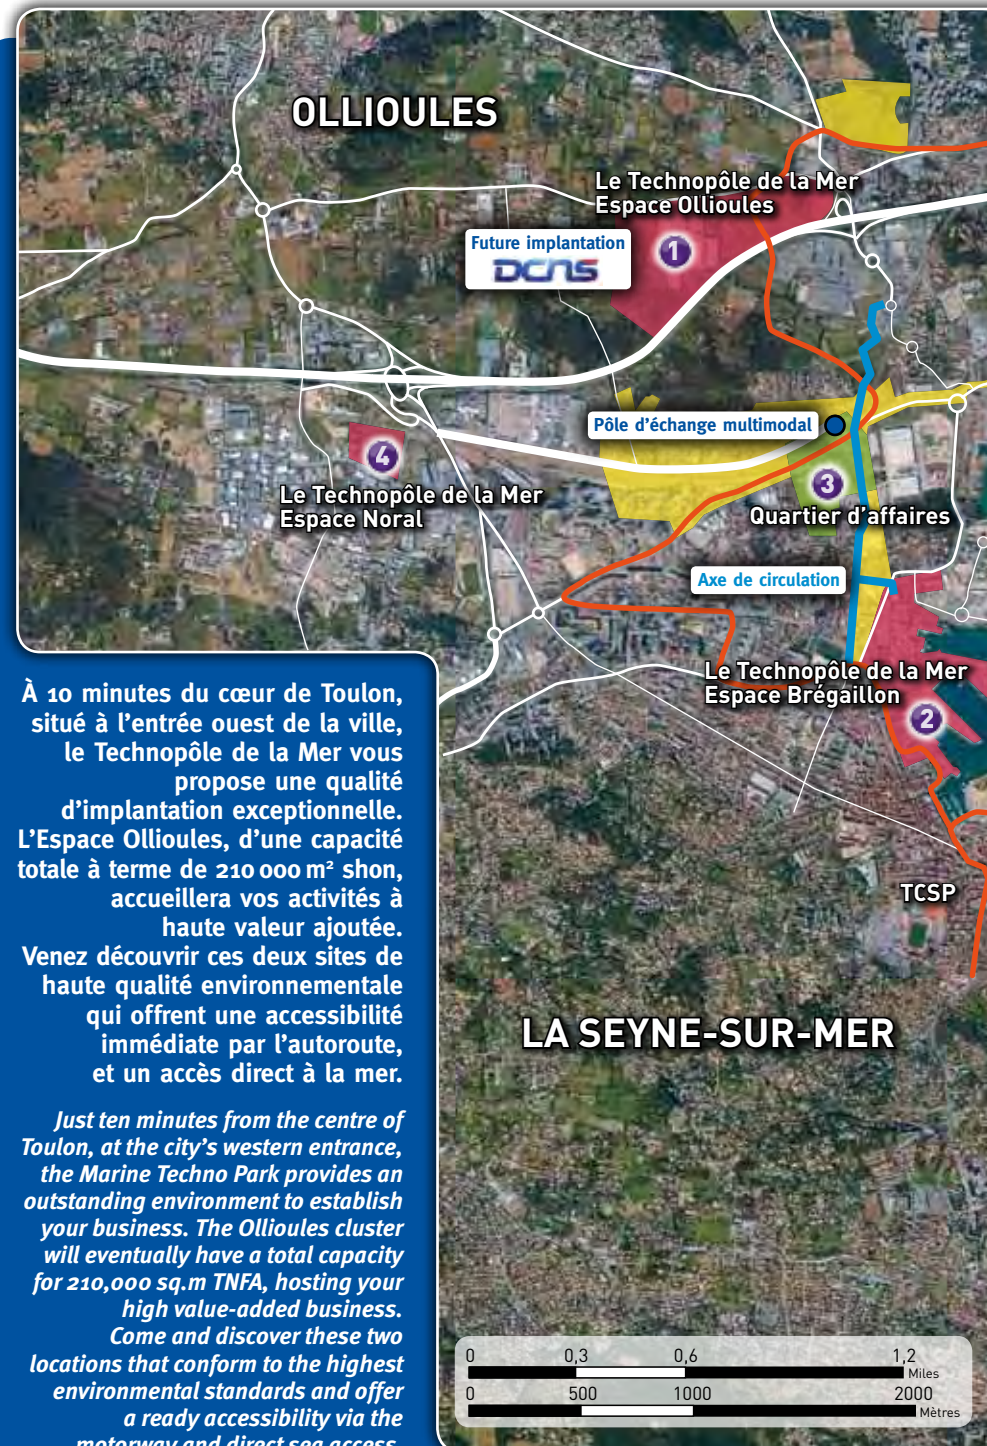 OLLIOULES
Le Technopôle de la Mer
Espace Ollioules
1
Future implantation
DCNS
Pôle d'échange multimodal
4
3
Le Technopôle de la Mer
Espace Noral
Quartier d'affaires
Axe de circulation
Le Technopôle de la Mer
Espace Brégaillon
2
TCSP
LA SEYNE-SUR-MER
À 10 minutes du cœur de Toulon,
situé à l'entrée ouest de la ville,
le Technopôle de la Mer vous
propose une qualité
d'implantation exceptionnelle.
L'Espace Ollioules, d'une capacité
totale à terme de 210 000 m² shon,
accueillera vos activités à
haute valeur ajoutée.
Venez découvrir ces deux sites de
haute qualité environnementale
qui offrent une accessibilité
immédiate par l'autoroute,
et un accès direct à la mer.
Just ten minutes from the centre of
Toulon, at the city's western entrance,
the Marine Techno Park provides an
outstanding environment to establish
your business. The Ollioules cluster
will eventually have a total capacity
for 210,000 sq.m TNFA, hosting your
high value-added business.
Come and discover these two
locations that conform to the highest
environmental standards and offer
a ready accessibility via the
motorway and direct sea access.
0 0,3 0,6 1,2
Miles
0 500 1000 2000
Mètres